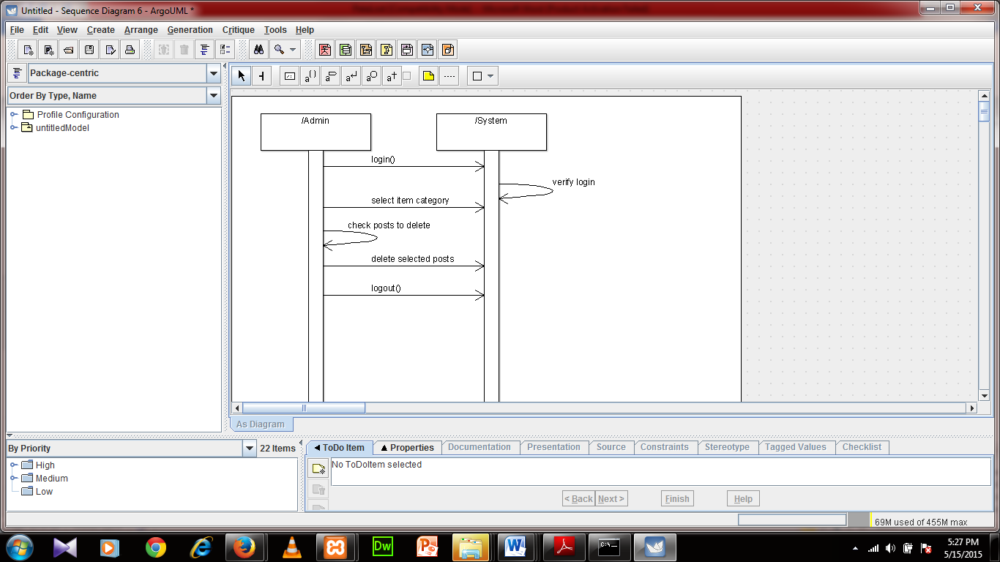 Untitled - Sequence Diagram 6 - ArgoUML *
File Edit View Create Arrange Generation Critique Tools Help
Package-centric
Order By Type, Name
Profile Configuration
untitledModel
/Admin
/System
login()
verify login
select item category
check posts to delete
delete selected posts
logout()
As Diagram
By Priority
22 Items
High
Medium
Low
ToDo Item Properties Documentation Presentation Source Constraints Stereotype Tagged Values Checklist
No ToDoItem selected
< Back Next > Finish Help
69M used of 455M max
Dw
5:27 PM
5/15/2015